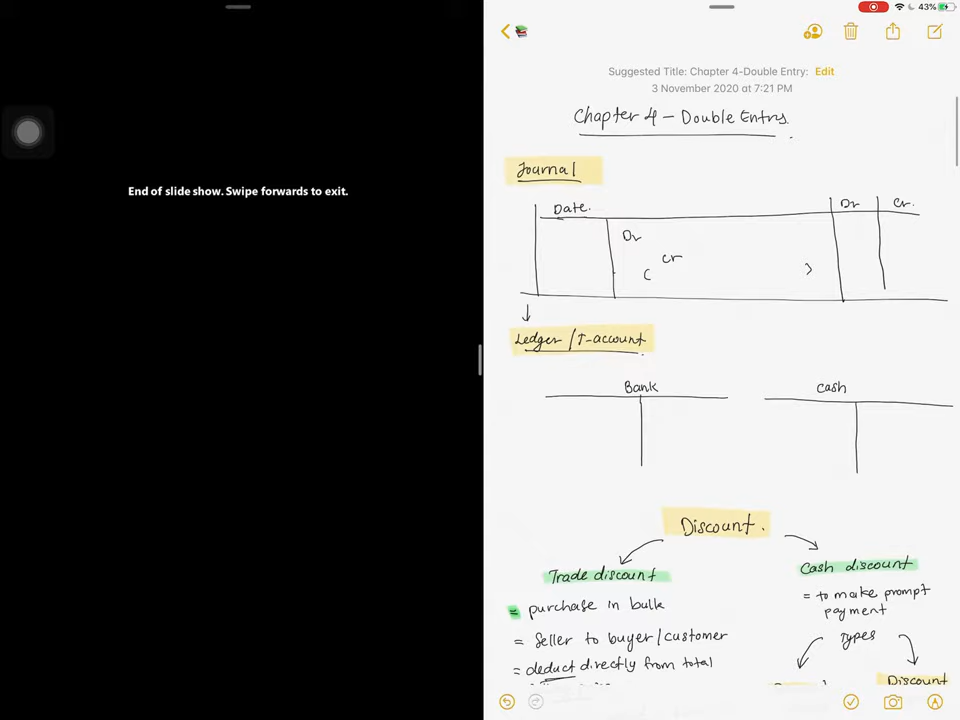 43%
End of slide show. Swipe forwards to exit.
Suggested Title: Chapter 4-Double Entry: Edit
3 November 2020 at 7:21 PM
Chapter 4 - Double Entry.
Journal
Date. Dr Cr.
Dr
Cr
( )
Ledger / T-account
Bank Cash
Discount.
Trade discount
Cash discount
= purchase in bulk
= to make prompt
payment
= Seller to buyer/customer
Types
= deduct directly from total
Discount